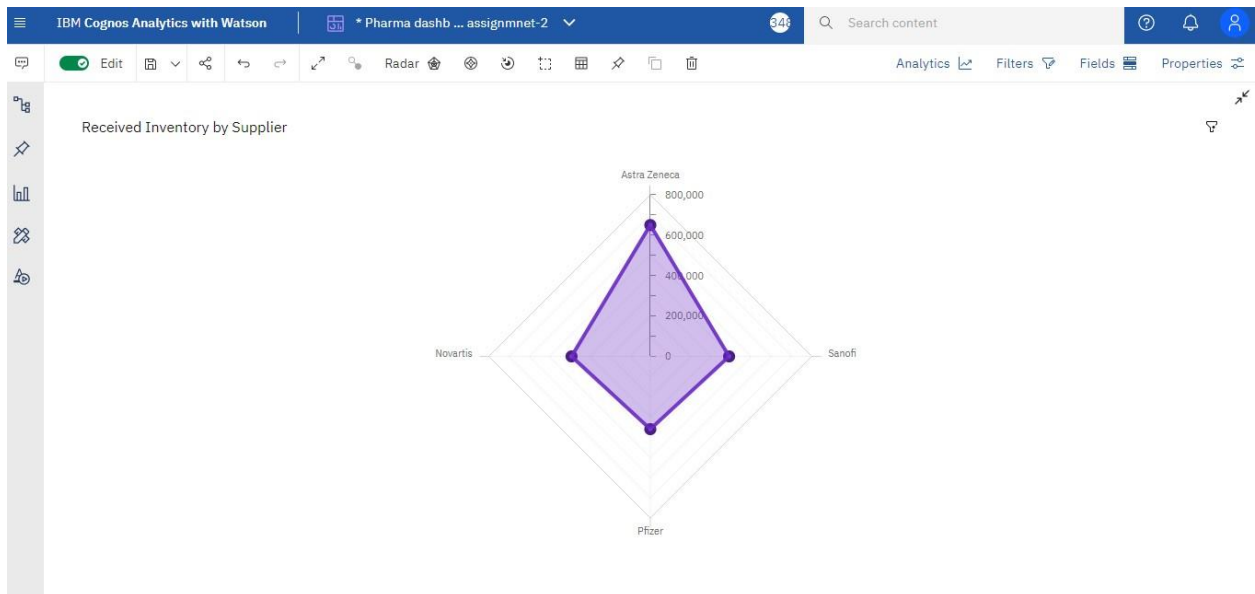 IBM Cognos Analytics with Watson
* Pharma dashb ... assignmnet-2
348
Search content
Edit
Radar
Analytics
Filters
Fields
Properties
Received Inventory by Supplier
Astra Zeneca
800,000
600,000
400,000
200,000
0
Novartis
Sanofi
Pfizer